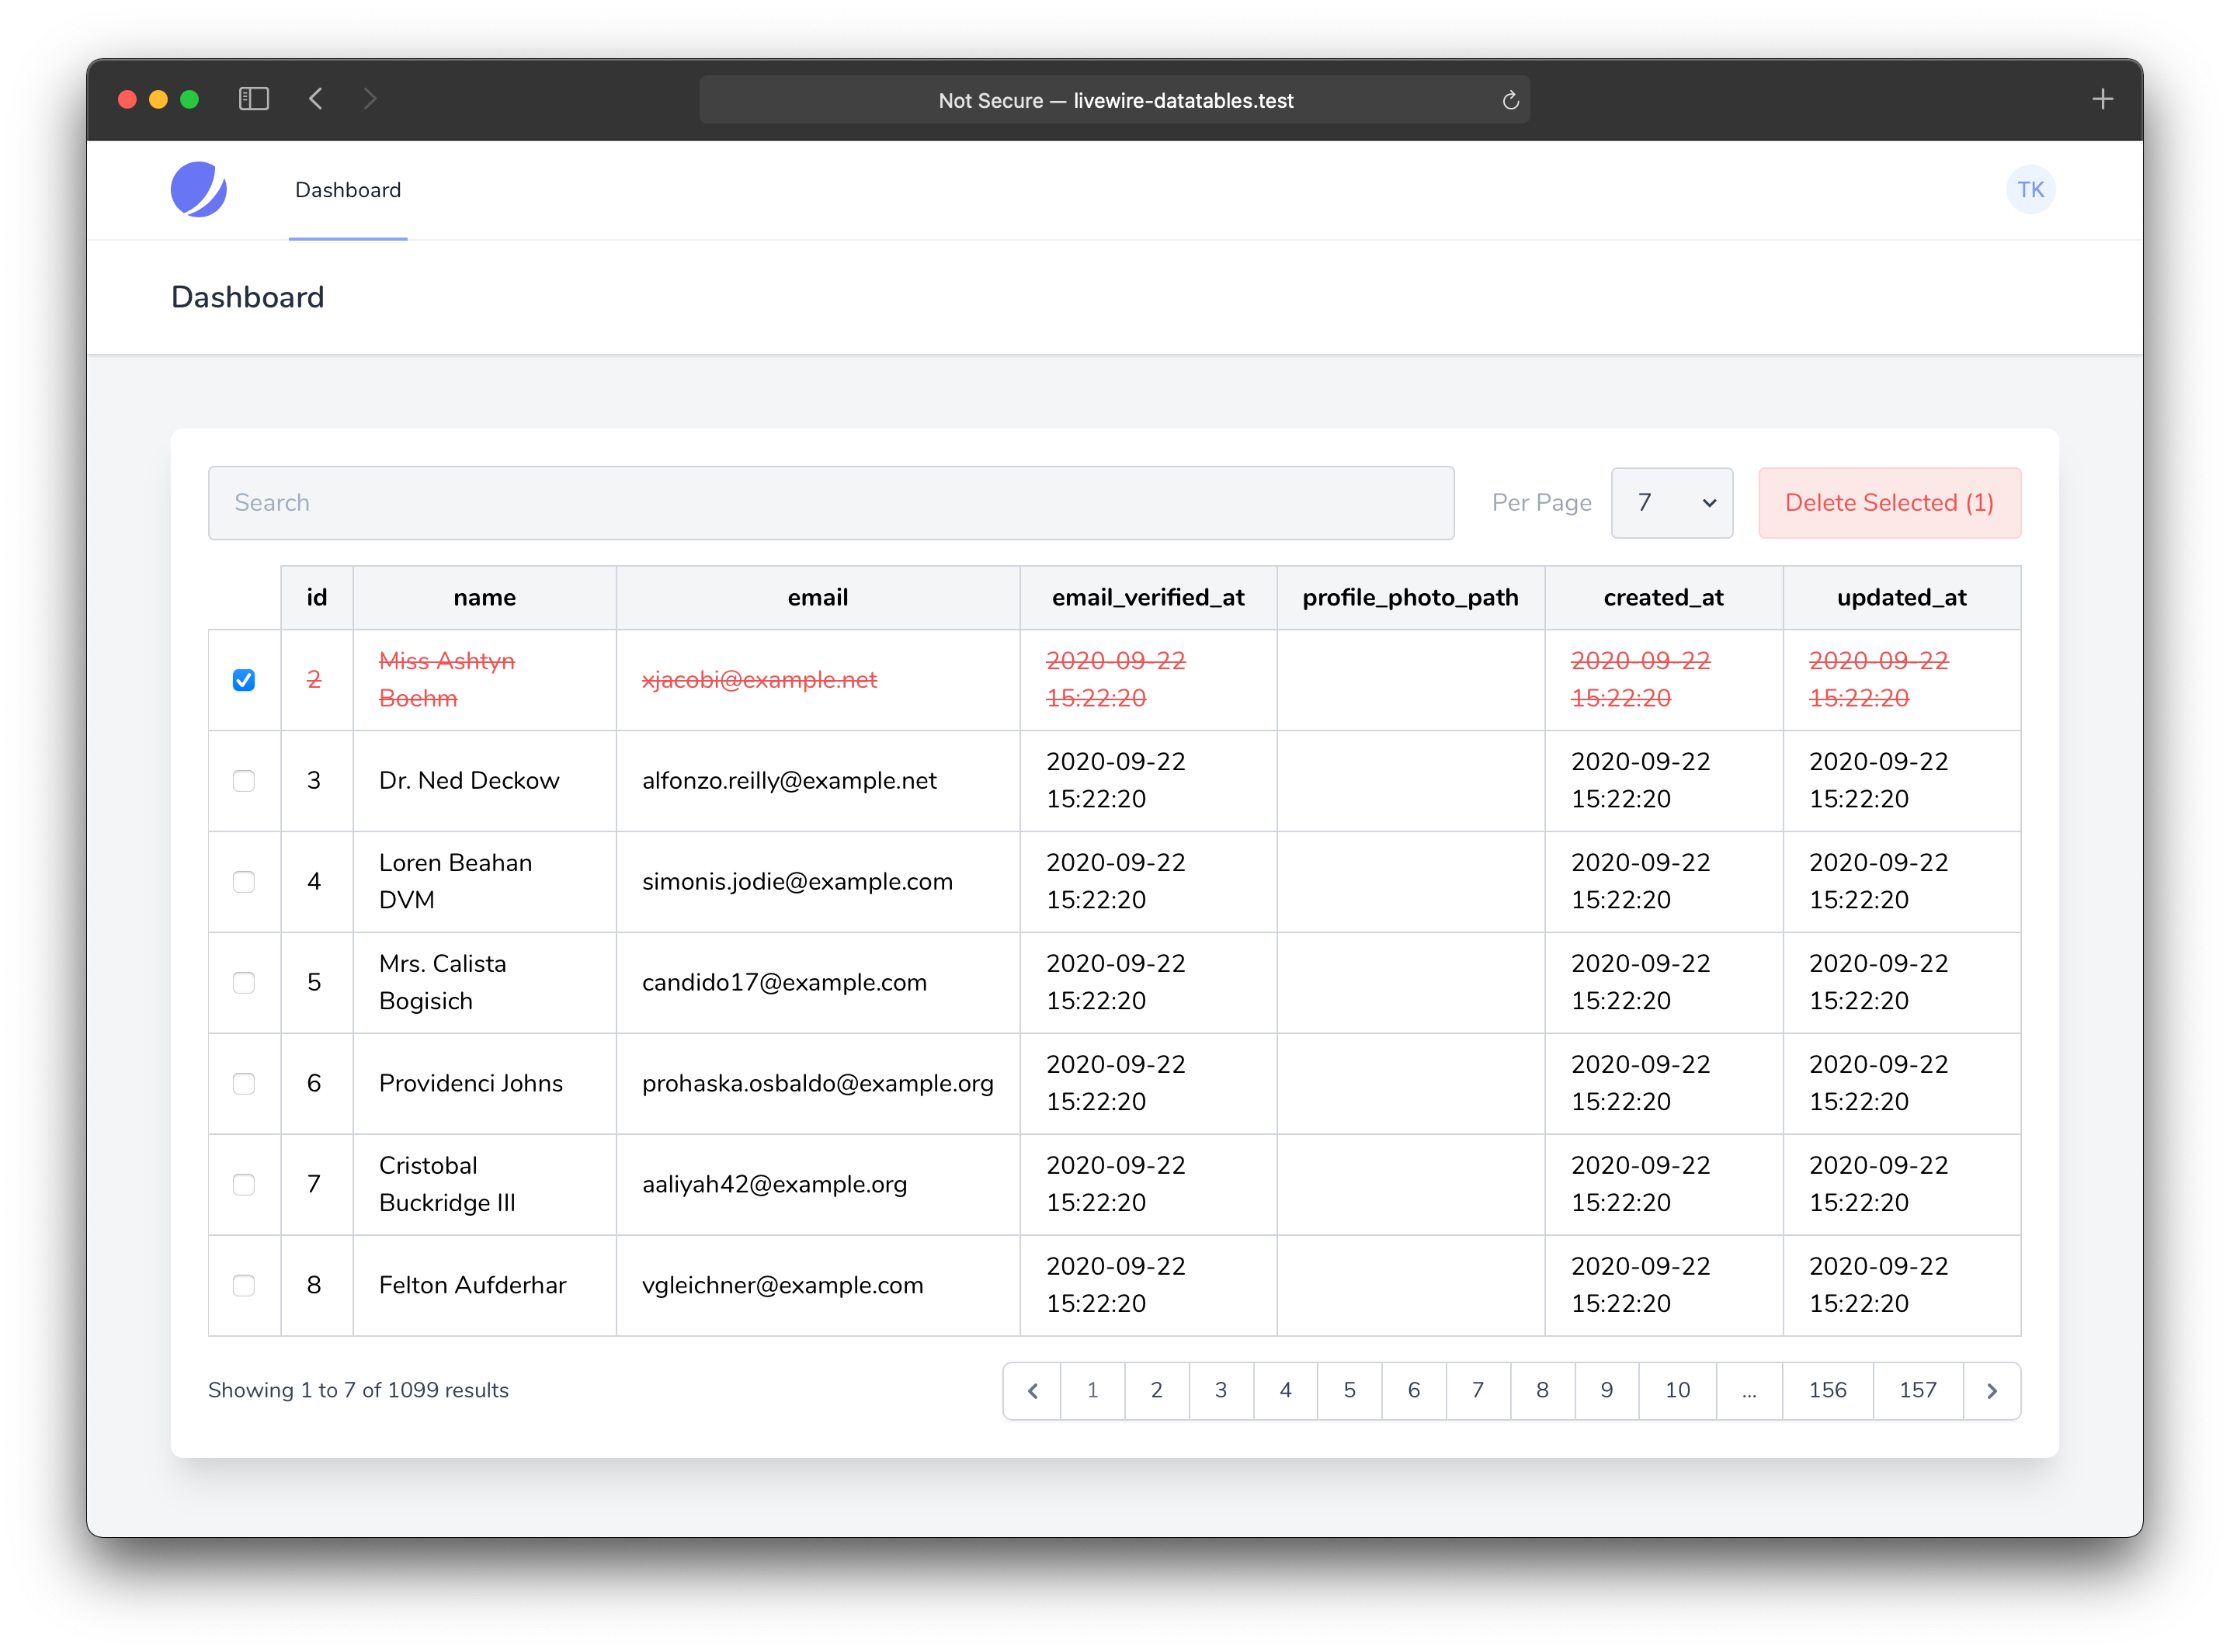 Not Secure — livewire-datatables.test
Dashboard
TK
Dashboard
Search
Per Page
7
Delete Selected (1)
id name email email_verified_at profile_photo_path created_at updated_at
2 Miss Ashtyn Boehm xjacobi@example.net 2020-09-22 15:22:20 2020-09-22 15:22:20 2020-09-22 15:22:20
3 Dr. Ned Deckow alfonzo.reilly@example.net 2020-09-22 15:22:20 2020-09-22 15:22:20 2020-09-22 15:22:20
4 Loren Beahan DVM simonis.jodie@example.com 2020-09-22 15:22:20 2020-09-22 15:22:20 2020-09-22 15:22:20
5 Mrs. Calista Bogisich candido17@example.com 2020-09-22 15:22:20 2020-09-22 15:22:20 2020-09-22 15:22:20
6 Providenci Johns prohaska.osbaldo@example.org 2020-09-22 15:22:20 2020-09-22 15:22:20 2020-09-22 15:22:20
7 Cristobal Buckridge III aaliyah42@example.org 2020-09-22 15:22:20 2020-09-22 15:22:20 2020-09-22 15:22:20
8 Felton Aufderhar vgleichner@example.com 2020-09-22 15:22:20 2020-09-22 15:22:20 2020-09-22 15:22:20
Showing 1 to 7 of 1099 results
1 2 3 4 5 6 7 8 9 10 ... 156 157